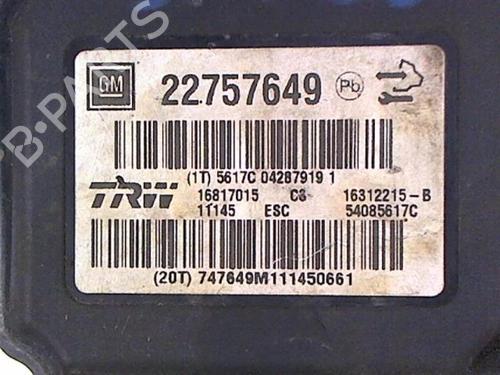 GM 22757649 Pb
(1T) 5617C 04287919 1
TRW 16817015 C8 16312215-B
11145 ESC 54085617C
(20T) 747649M111450661
B-PARTS